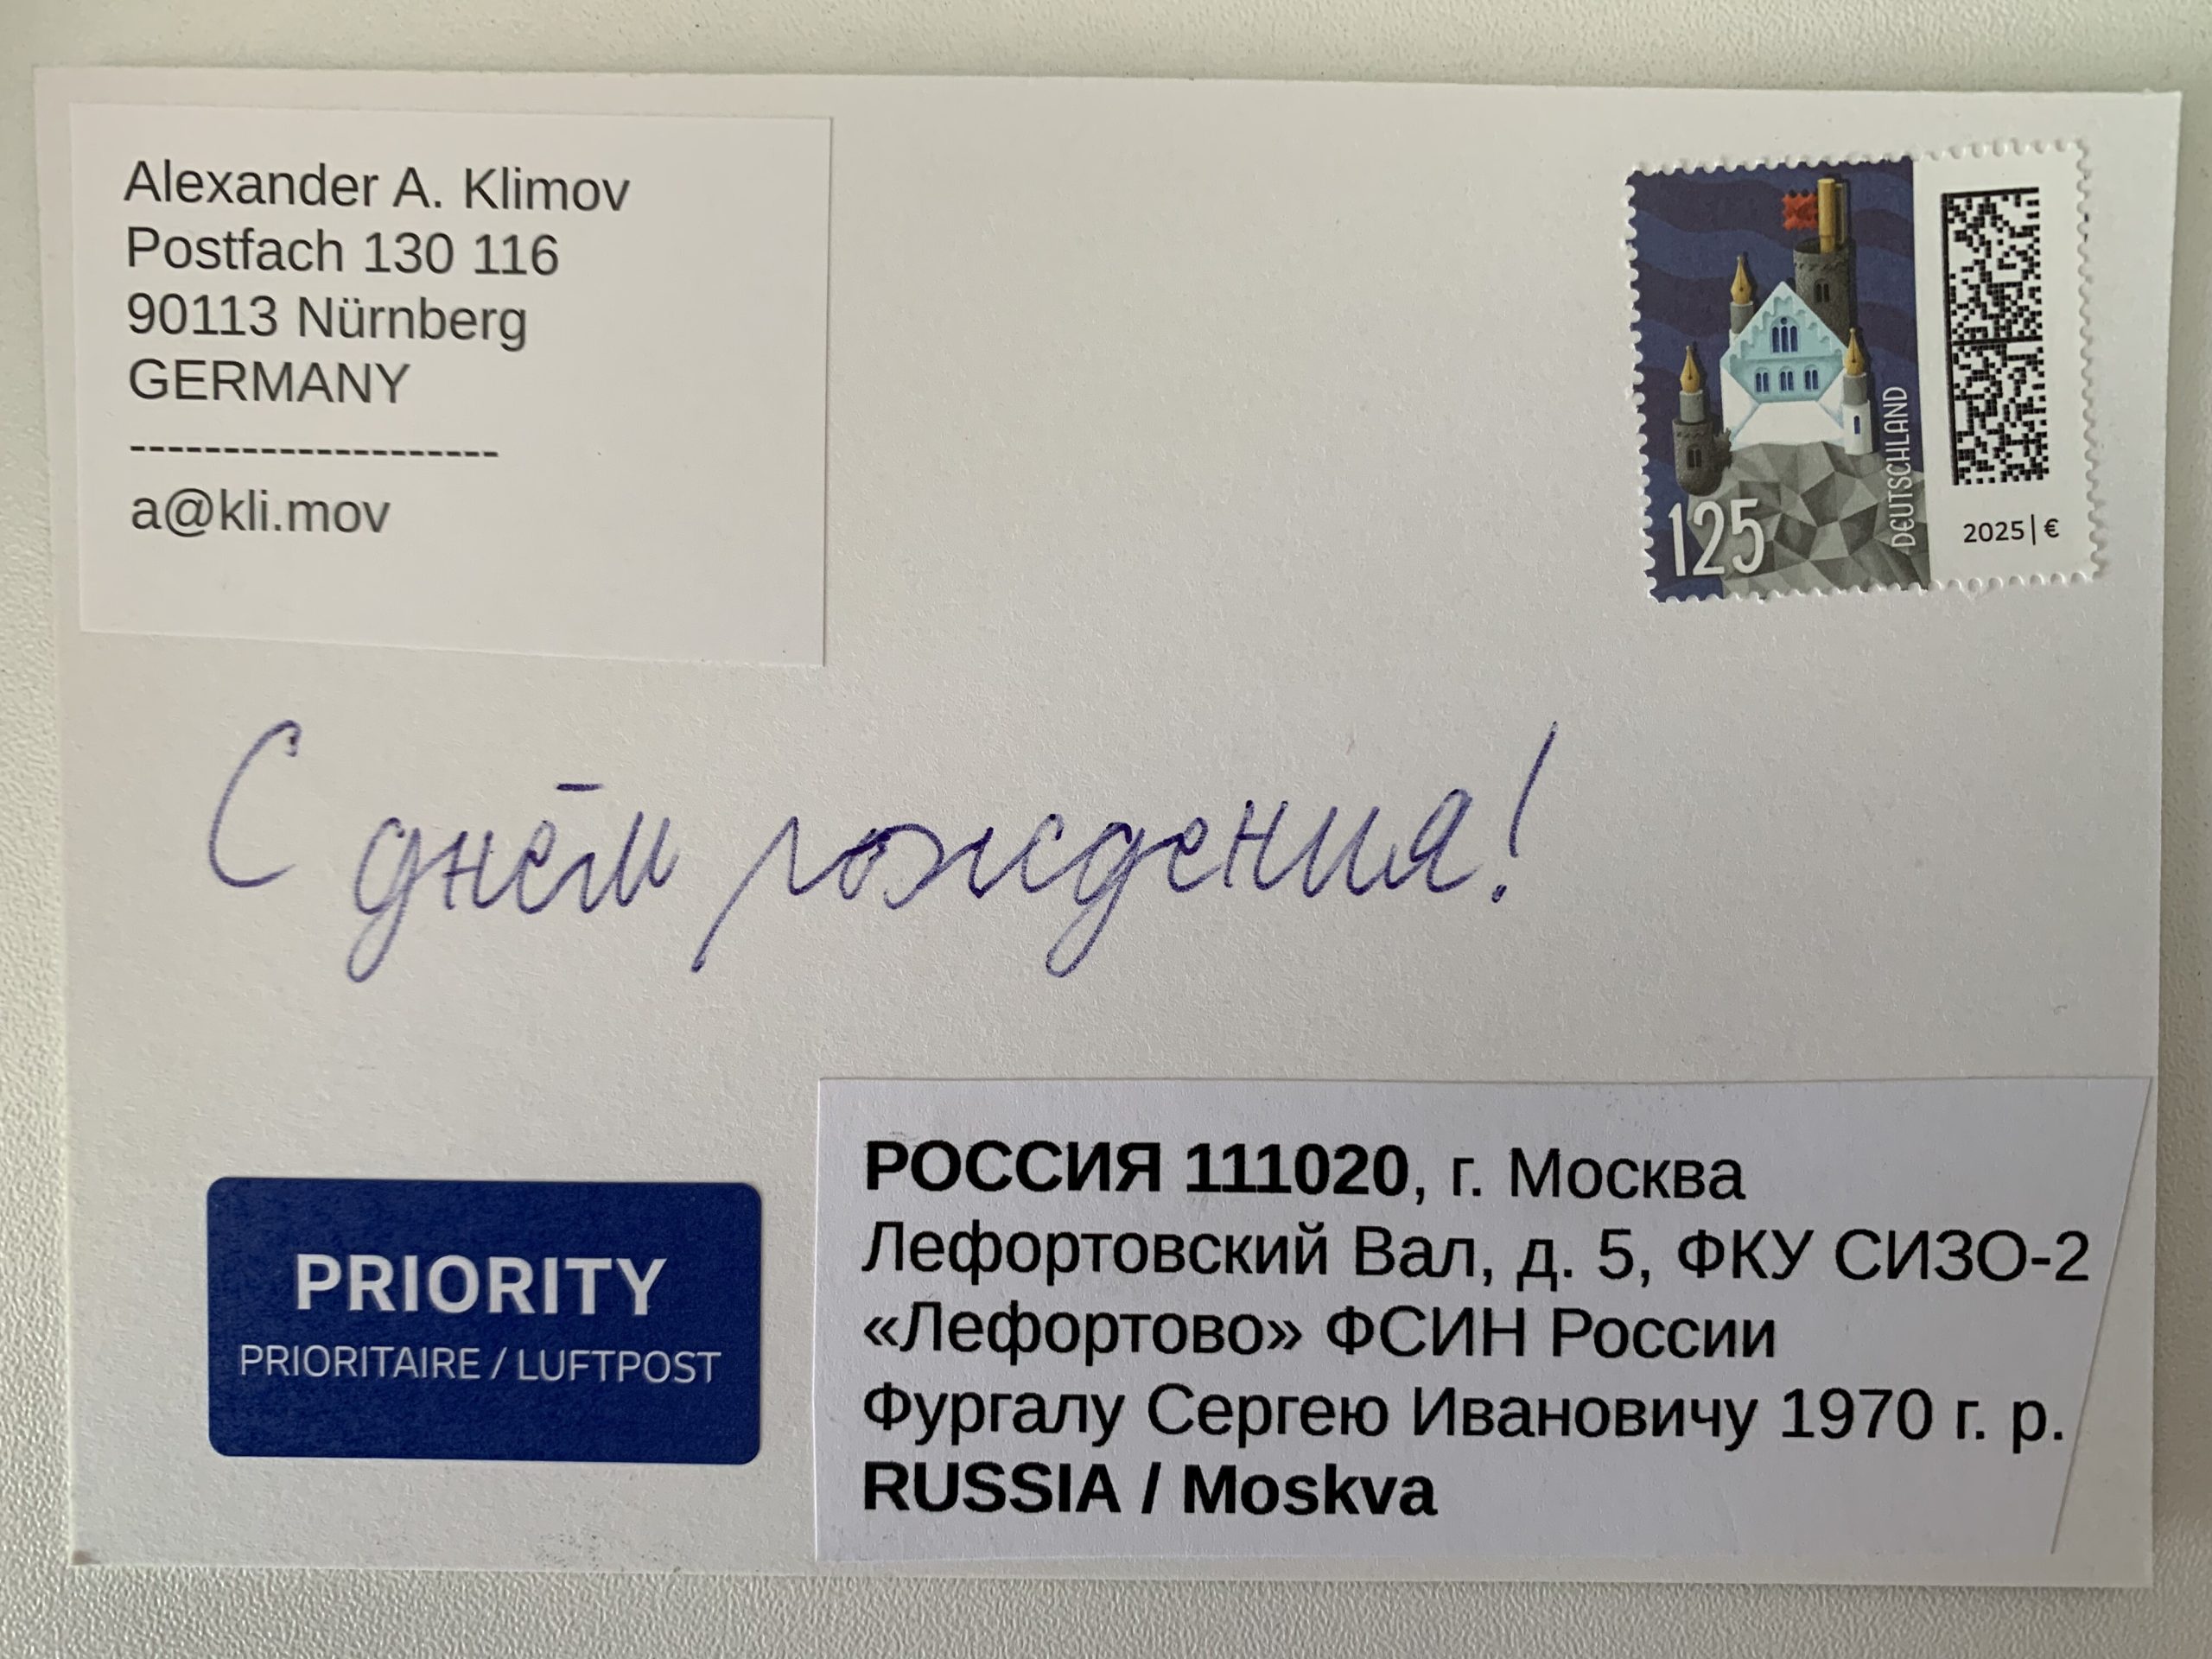 Alexander A. Klimov
Postfach 130 116
90113 Nürnberg
GERMANY
--------------------
a@kli.mov
125
DEUTSCHLAND
2025|€
С днём рождения!
PRIORITY
PRIORITAIRE / LUFTPOST
РОССИЯ 111020, г. Москва
Лефортовский Вал, д. 5, ФКУ СИЗО-2
«Лефортово» ФСИН России
Фургалу Сергею Ивановичу 1970 г. р.
RUSSIA / Moskva